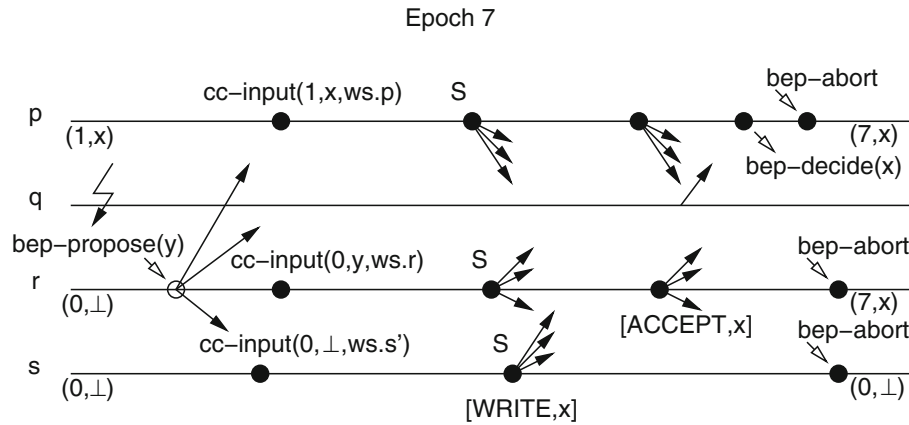 Epoch 7
cc−input(1,x,ws.p) S bep−abort
p
(1,x) (7,x)
bep−decide(x)
q
bep−propose(y)
cc−input(0,y,ws.r) S bep−abort
r
(0,⊥) [ACCEPT,x] (7,x)
cc−input(0,⊥,ws.s’) S bep−abort
s
(0,⊥) (0,⊥)
[WRITE,x]